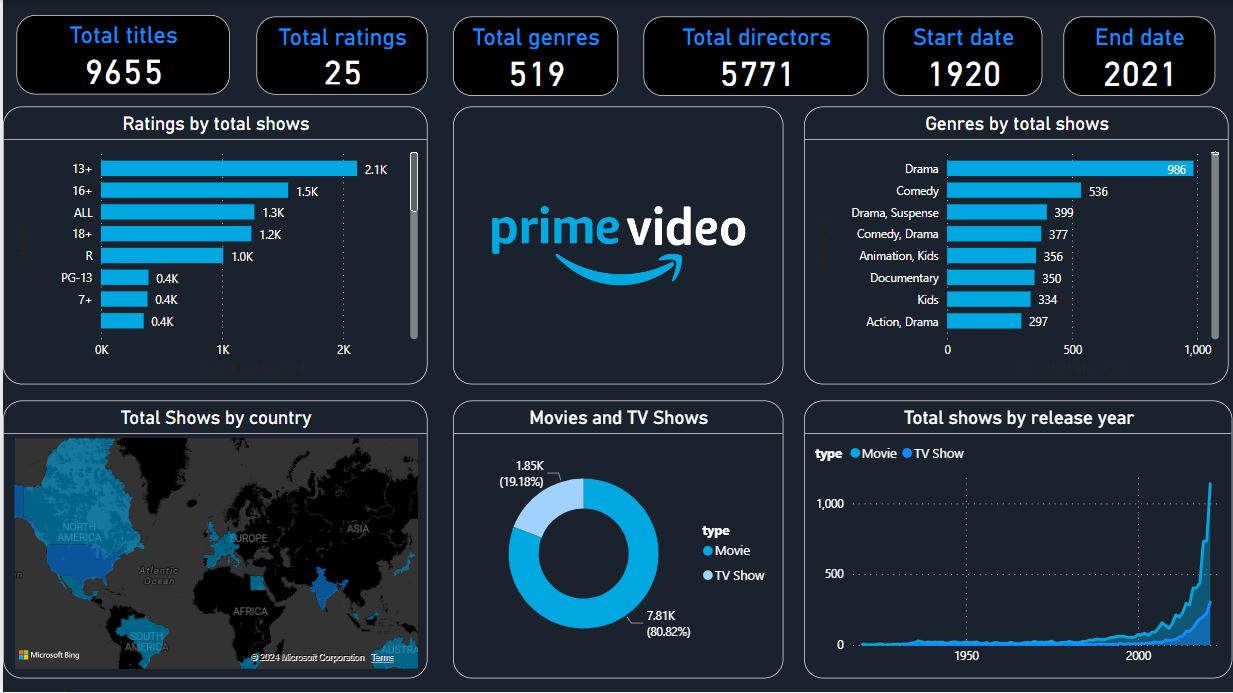 Total titles
9655
Total ratings
25
Total genres
519
Total directors
5771
Start date
1920
End date
2021
Ratings by total shows
13+ 2.1K
16+ 1.5K
ALL 1.3K
18+ 1.2K
R 1.0K
PG-13 0.4K
7+ 0.4K
0.4K
0K 1K 2K
prime video
Genres by total shows
Drama 986
Comedy 536
Drama, Suspense 399
Comedy, Drama 377
Animation, Kids 356
Documentary 350
Kids 334
Action, Drama 297
0 500 1,000
Total Shows by country
NORTH
AMERICA
EUROPE
ASIA
Atlantic
Ocean
AFRICA
SOUTH
AMERICA
AUSTRA
Microsoft Bing
© 2024 Microsoft Corporation Terms
Movies and TV Shows
1.85K
(19.18%)
type
Movie
TV Show
7.81K
(80.82%)
Total shows by release year
type Movie TV Show
1,000
500
0
1950 2000